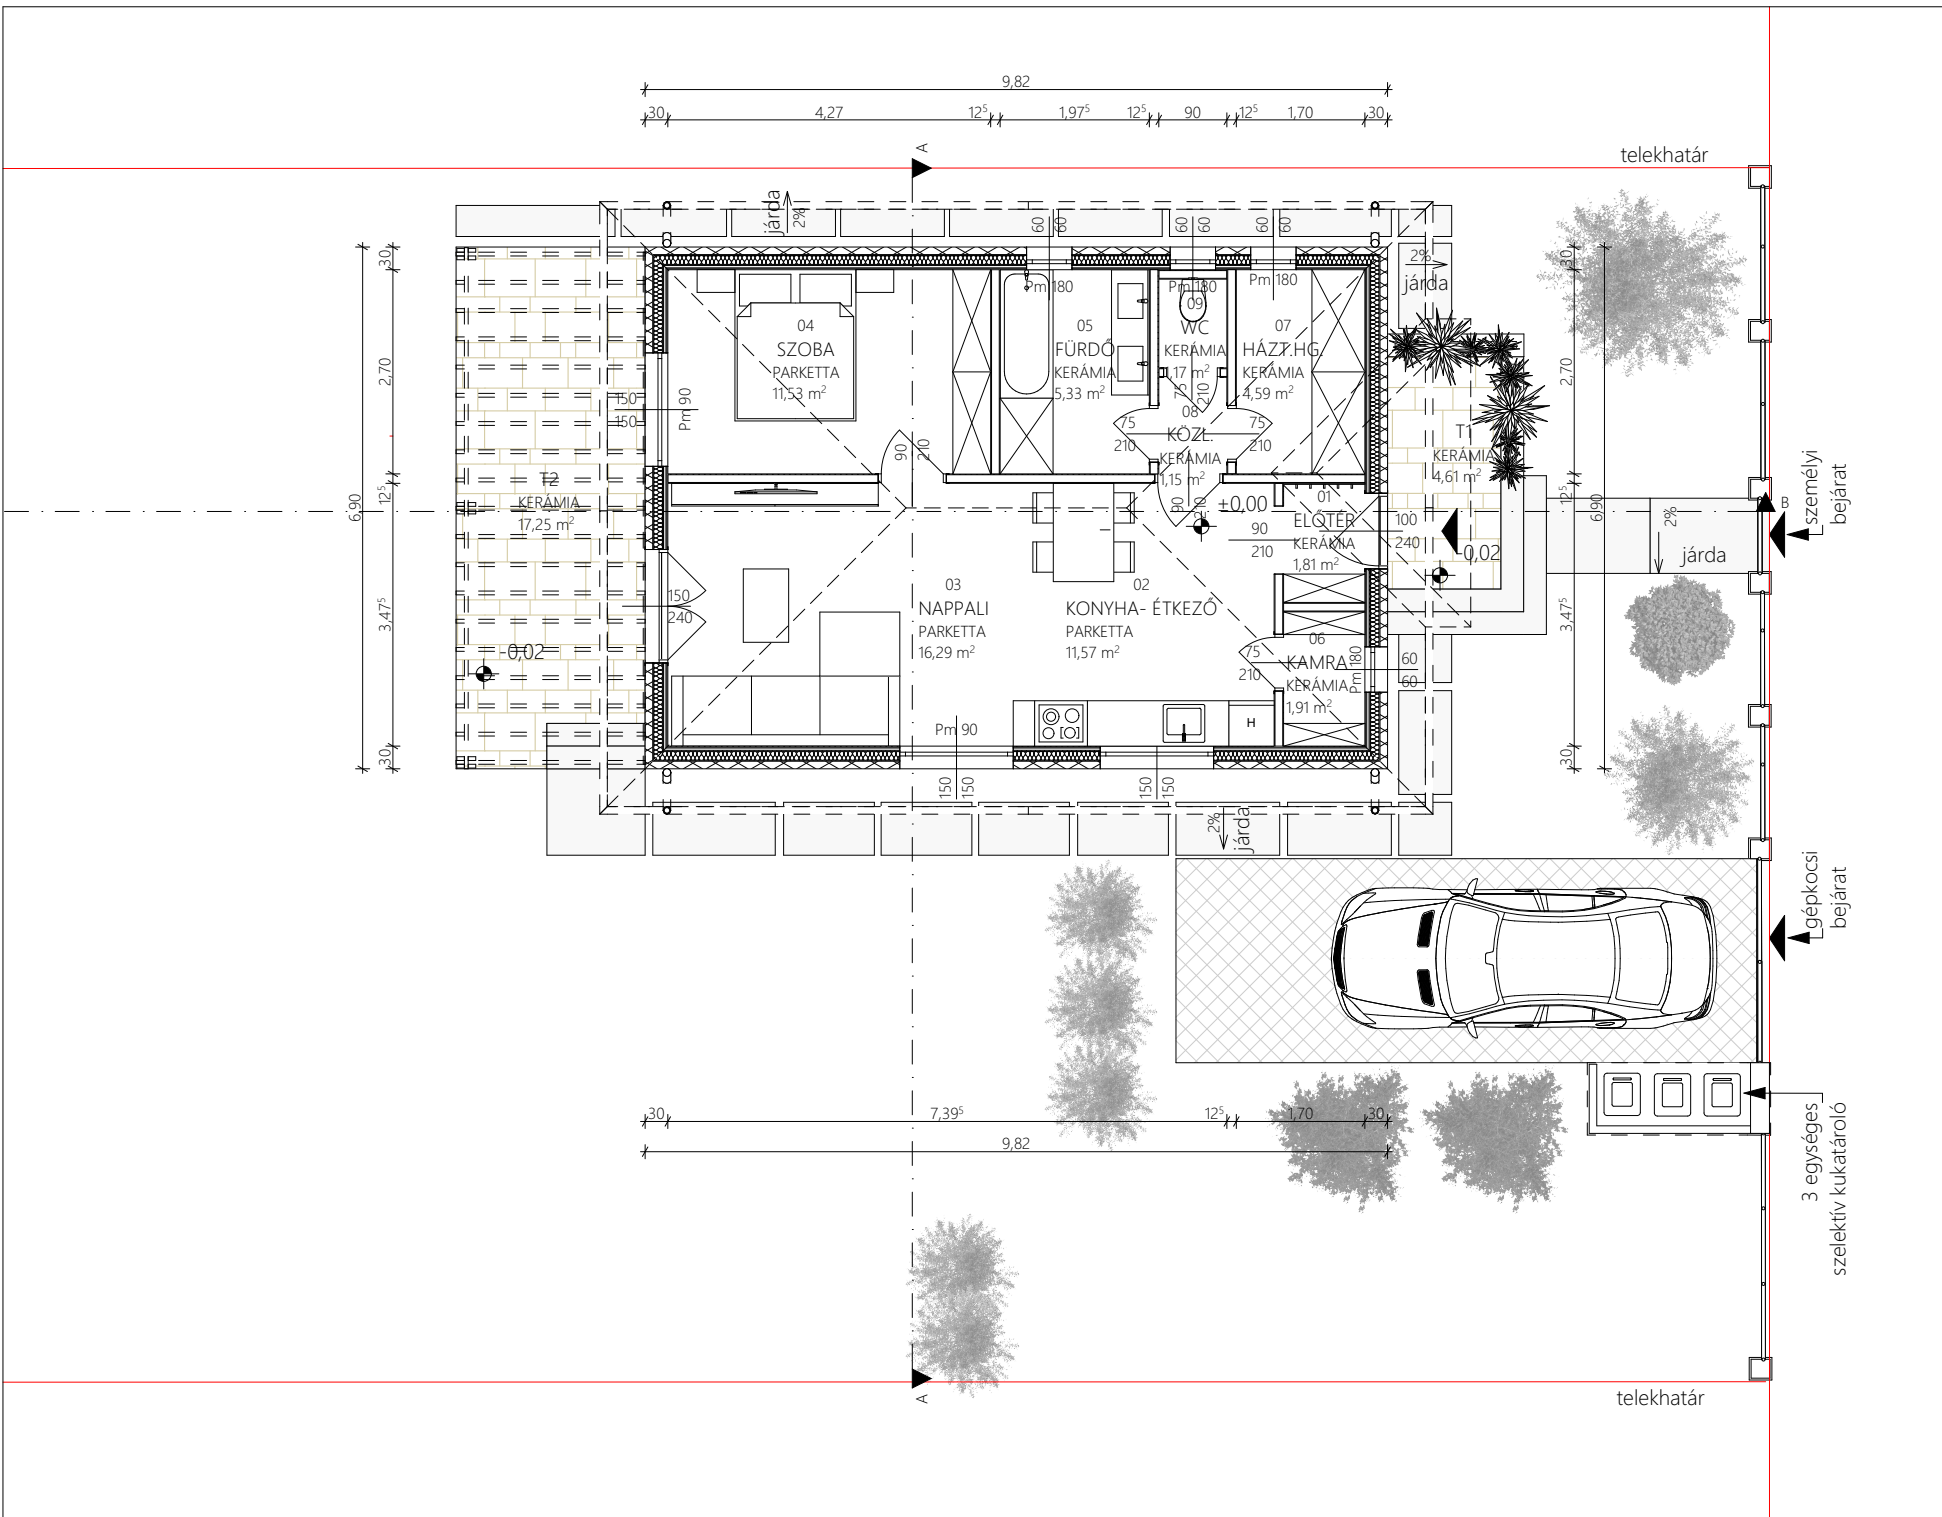 9,82
30 4,27 12⁵ 1,97⁵ 12⁵ 90 12⁵ 1,70 30
A
telekhatár
járda
2%
60
60
60
60
60
60
2%
járda
Pm 180
Pm 180
Pm 180
04
SZOBA
PARKETTA
11,53 m²
05
FÜRDŐ
KERÁMIA
5,33 m²
09
WC
KERÁMIA
1,17 m²
07
HÁZT.HG.
KERÁMIA
4,59 m²
75
210
08
KÖZL.
KERÁMIA
1,15 m²
75
210
75
210
90
210
90
210
150
150
Pm 90
6,90
30
2,70
12⁵
3,47⁵
30
T2
KERÁMIA
17,25 m²
-0,02
150
240
03
NAPPALI
PARKETTA
16,29 m²
02
KONYHA- ÉTKEZŐ
PARKETTA
11,57 m²
±0,00
90
210
01
ELŐTÉR
KERÁMIA
1,81 m²
100
240
T1
KERÁMIA
4,61 m²
-0,02
06
KAMRA
KERÁMIA
1,91 m²
75
210
Pm 180
60
60
H
Pm 90
150
150
150
150
30
2,70
12⁵
3,47⁵
30
6,90
2%
járda
B
személyi
bejárat
2%
járda
gépkocsi
bejárat
30 7,39⁵ 12⁵ 1,70 30
9,82
3 egységes
szelektív kukatároló
A
telekhatár